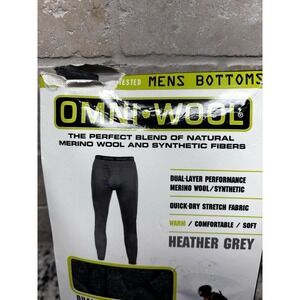 TESTED MENS BOTTOMS
OMNI·WOOL®
THE PERFECT BLEND OF NATURAL
MERINO WOOL AND SYNTHETIC FIBERS
DUAL-LAYER PERFORMANCE
MERINO WOOL/SYNTHETIC
QUICK-DRY STRETCH FABRIC
WARM / COMFORTABLE / SOFT
HEATHER GREY